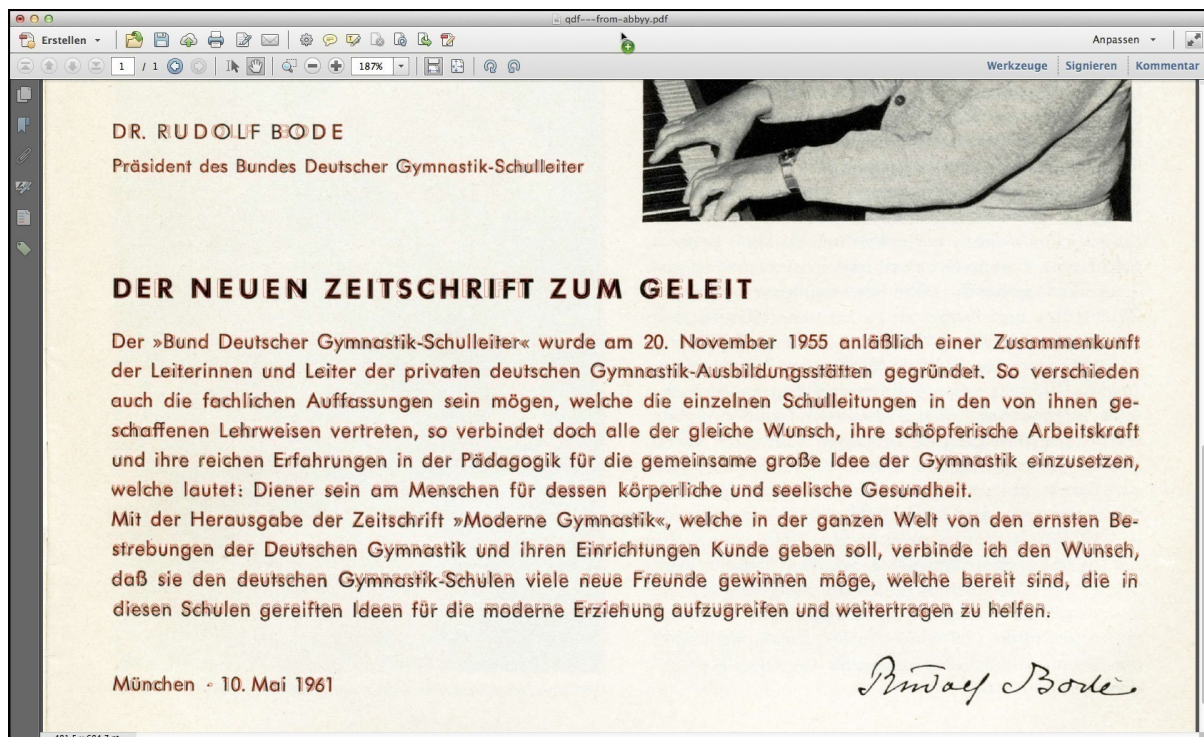 qdf---from-abbyy.pdf
Erstellen
Anpassen
1 / 1
187%
Werkzeuge Signieren Kommentar
DR. RUDOLF BODE
Präsident des Bundes Deutscher Gymnastik-Schulleiter
DER NEUEN ZEITSCHRIFT ZUM GELEIT
Der »Bund Deutscher Gymnastik-Schulleiter« wurde am 20. November 1955 anläßlich einer Zusammenkunft
der Leiterinnen und Leiter der privaten deutschen Gymnastik-Ausbildungsstätten gegründet. So verschieden
auch die fachlichen Auffassungen sein mögen, welche die einzelnen Schulleitungen in den von ihnen ge-
schaffenen Lehrweisen vertreten, so verbindet doch alle der gleiche Wunsch, ihre schöpferische Arbeitskraft
und ihre reichen Erfahrungen in der Pädagogik für die gemeinsame große Idee der Gymnastik einzusetzen,
welche lautet: Diener sein am Menschen für dessen körperliche und seelische Gesundheit.
Mit der Herausgabe der Zeitschrift »Moderne Gymnastik«, welche in der ganzen Welt von den ernsten Be-
strebungen der Deutschen Gymnastik und ihren Einrichtungen Kunde geben soll, verbinde ich den Wunsch,
daß sie den deutschen Gymnastik-Schulen viele neue Freunde gewinnen möge, welche bereit sind, die in
diesen Schulen gereiften Ideen für die moderne Erziehung aufzugreifen und weitertragen zu helfen.
München - 10. Mai 1961
Rudolf Bode